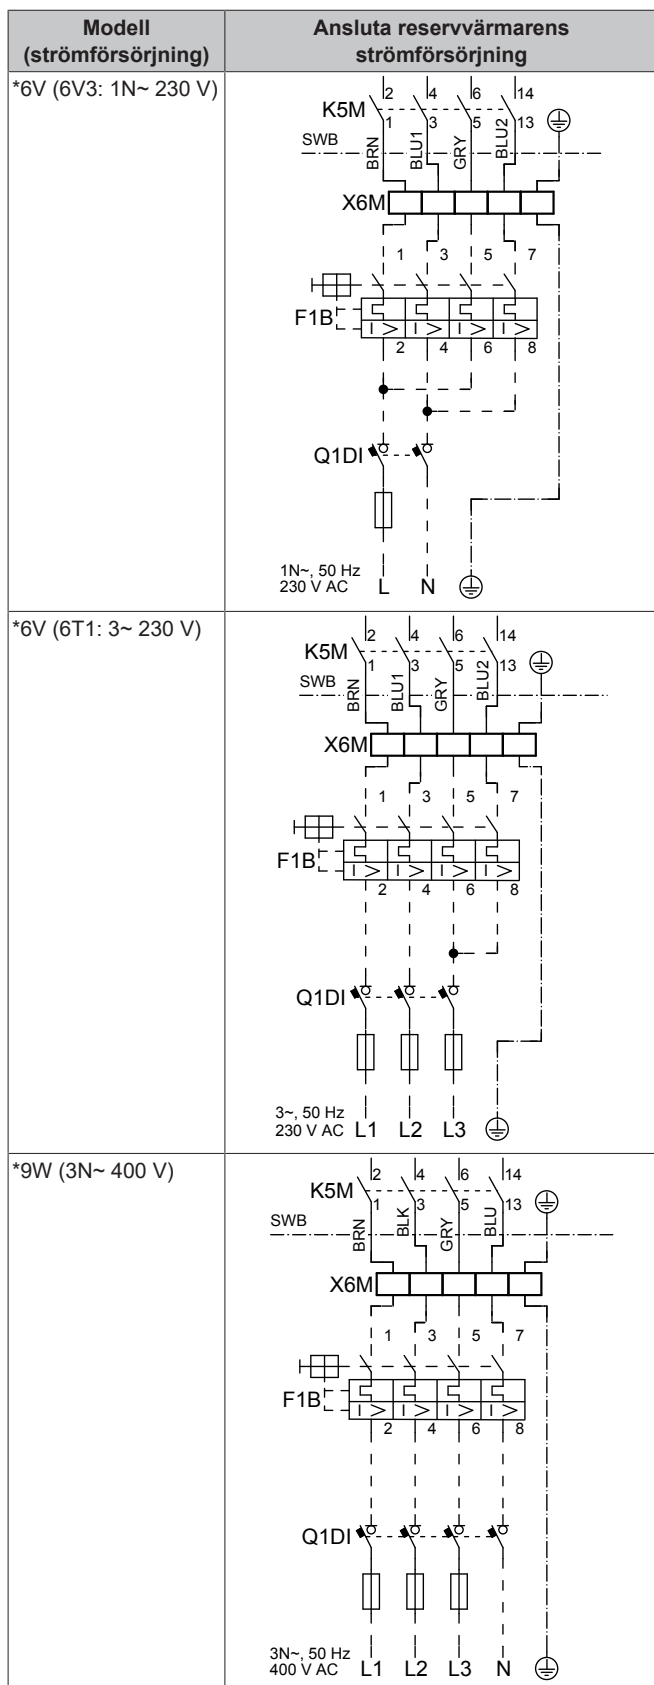 Modell
(strömförsörjning)
Ansluta reservvärmarens
strömförsörjning
*6V (6V3: 1N~ 230 V)
2 4 6 14
K5M
1 3 5 13
SWB
BRN BLU1 GRY BLU2
X6M
1 3 5 7
F1B
I > I > I > I >
2 4 6 8
Q1DI
1N~, 50 Hz
230 V AC L N
*6V (6T1: 3~ 230 V)
2 4 6 14
K5M
1 3 5 13
SWB
BRN BLU1 GRY BLU2
X6M
1 3 5 7
F1B
I > I > I > I >
2 4 6 8
Q1DI
3~, 50 Hz
230 V AC L1 L2 L3
*9W (3N~ 400 V)
2 4 6 14
K5M
1 3 5 13
SWB
BRN BLK GRY BLU
X6M
1 3 5 7
F1B
I > I > I > I >
2 4 6 8
Q1DI
3N~, 50 Hz
400 V AC L1 L2 L3 N